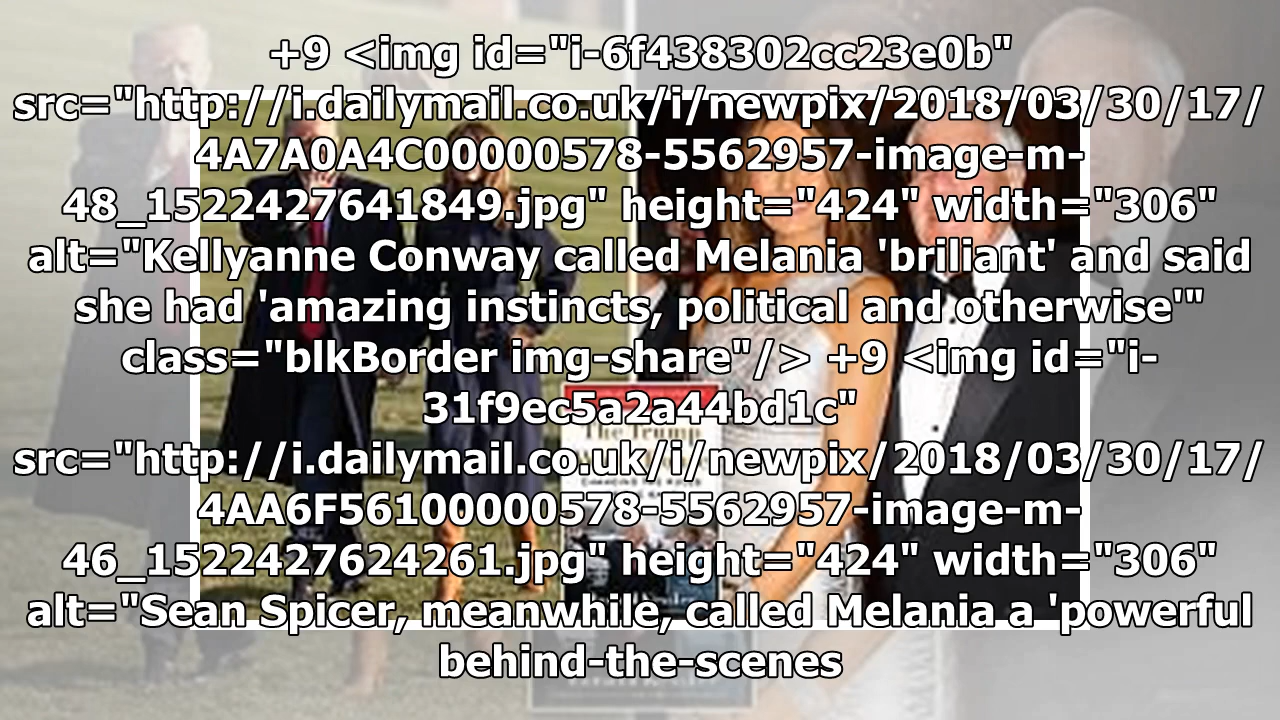 +9 <img id="i-6f438302cc23e0b"
src="http://i.dailymail.co.uk/i/newpix/2018/03/30/17/
4A7A0A4C00000578-5562957-image-m-
48_1522427641849.jpg" height="424" width="306"
alt="Kellyanne Conway called Melania 'briliant' and said
she had 'amazing instincts, political and otherwise'"
class="blkBorder img-share"/> +9 <img id="i-
31f9ec5a2a44bd1c"
src="http://i.dailymail.co.uk/i/newpix/2018/03/30/17/
4AA6F56100000578-5562957-image-m-
46_1522427624261.jpg" height="424" width="306"
alt="Sean Spicer, meanwhile, called Melania a 'powerful
behind-the-scenes
The Trump